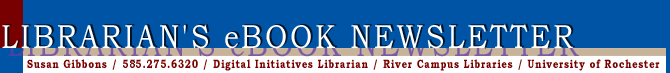 LIBRARIAN'S eBOOK NEWSLETTER
Susan Gibbons / 585.275.6320 / Digital Initiatives Librarian / River Campus Libraries / University of Rochester